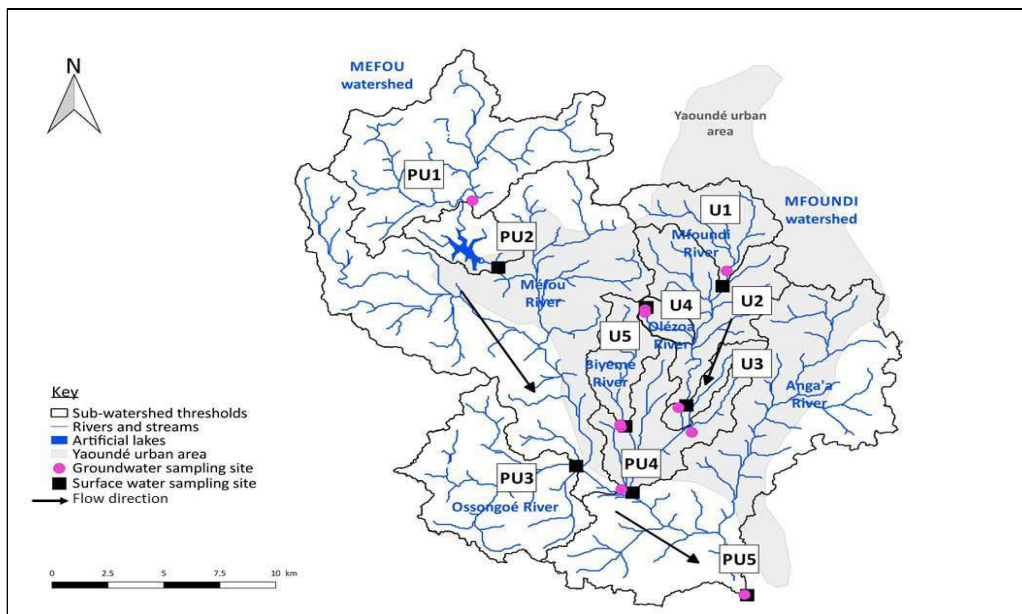 N
MEFOU
watershed
Yaoundé urban
area
PU1
U1
MFOUNDI
watershed
Mfoundi
River
PU2
Méfou
River
U4
U2
Olézoa
River
U5
U3
Biyeme
River
Anga'a
River
Key
Sub-watershed thresholds
Rivers and streams
Artificial lakes
Yaoundé urban area
Groundwater sampling site
Surface water sampling site
Flow direction
PU3
PU4
Ossongoé River
PU5
0 2.5 5 7.5 10 km